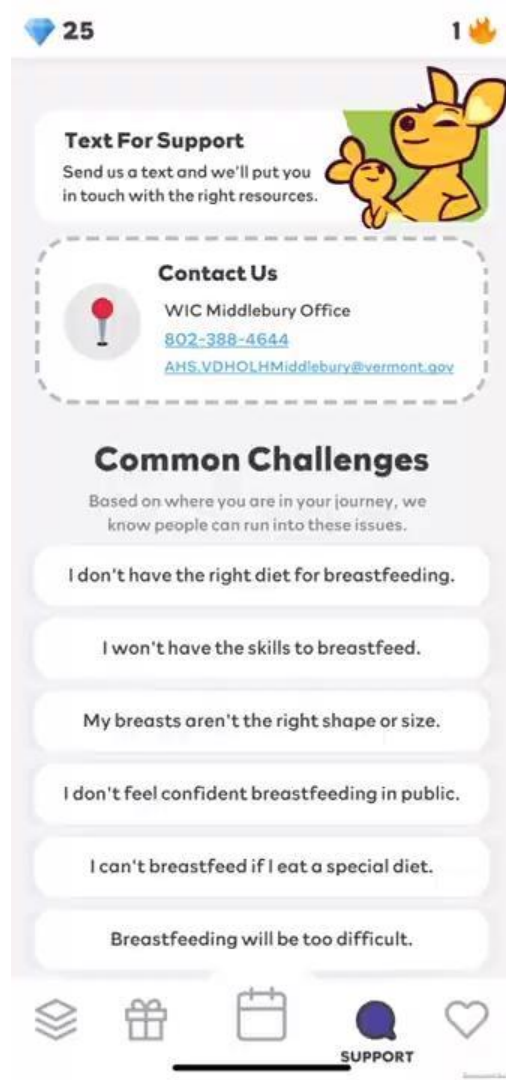 25
1
Text For Support
Send us a text and we'll put you
in touch with the right resources.
Contact Us
WIC Middlebury Office
802-388-4644
AHS.VDHOLHMiddlebury@vermont.gov
Common Challenges
Based on where you are in your journey, we
know people can run into these issues.
I don't have the right diet for breastfeeding.
I won't have the skills to breastfeed.
My breasts aren't the right shape or size.
I don't feel confident breastfeeding in public.
I can't breastfeed if I eat a special diet.
Breastfeeding will be too difficult.
SUPPORT